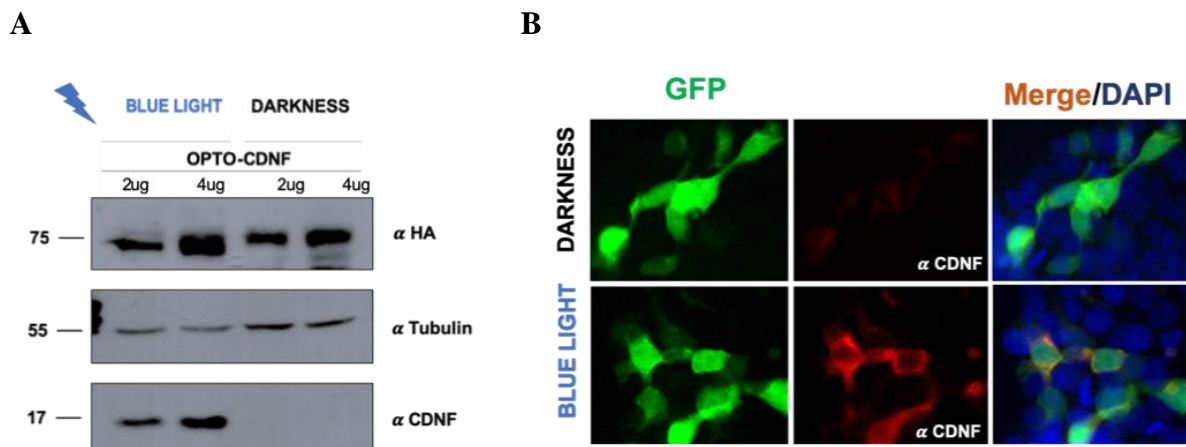 A
BLUE LIGHT DARKNESS
OPTO-CDNF
2ug 4ug 2ug 4ug
75 α HA
55 α Tubulin
17 α CDNF
B
GFP Merge/DAPI
DARKNESS
α CDNF
BLUE LIGHT
α CDNF